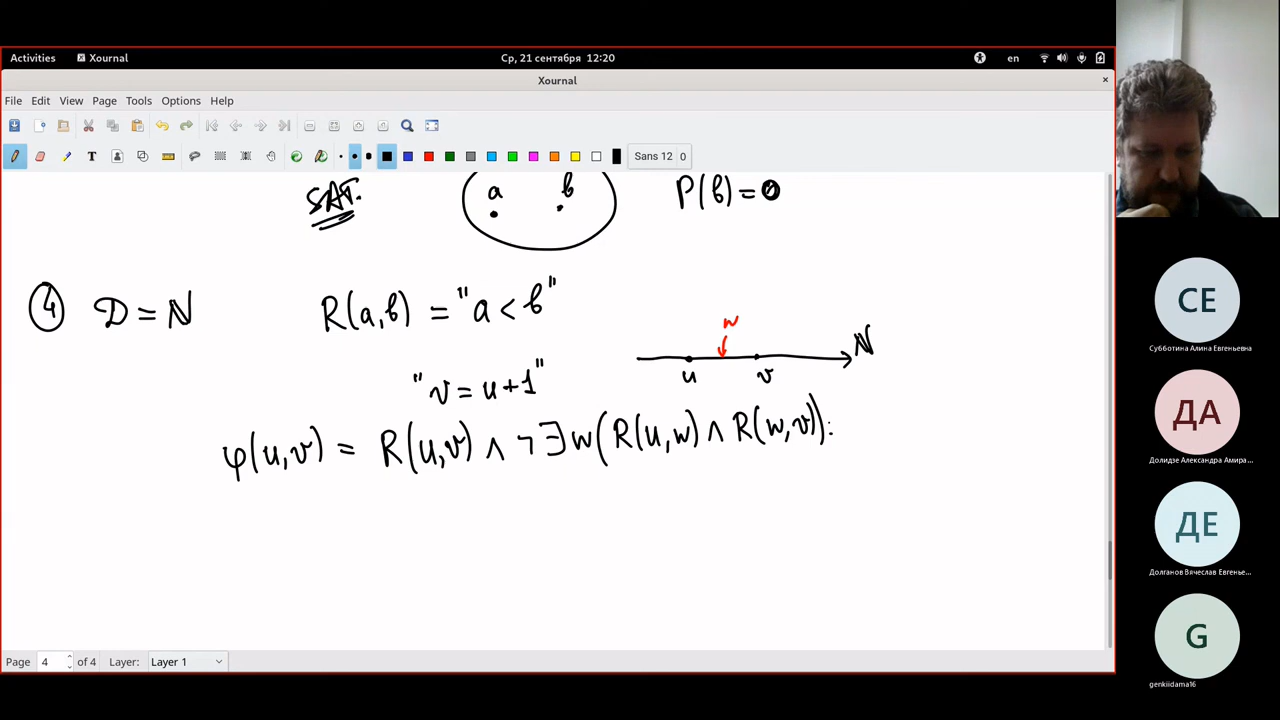 Activities Xournal Ср, 21 сентября 12:20 en
Xournal ×
File Edit View Page Tools Options Help
Sans 12 0
SAT. a b P(b) = 0
④ D = ℕ R(a,b) = "a < b"
w
ℕ
u v
"v = u+1"
φ(u,v) = R(u,v) ∧ ¬∃w(R(u,w) ∧ R(w,v)):
Page 4 of 4 Layer: Layer 1
CE
Субботина Алина Евгеньевна
ДА
Долидзе Александра Амира...
ДЕ
Долганов Вячеслав Евгенье...
G
genkiidama16